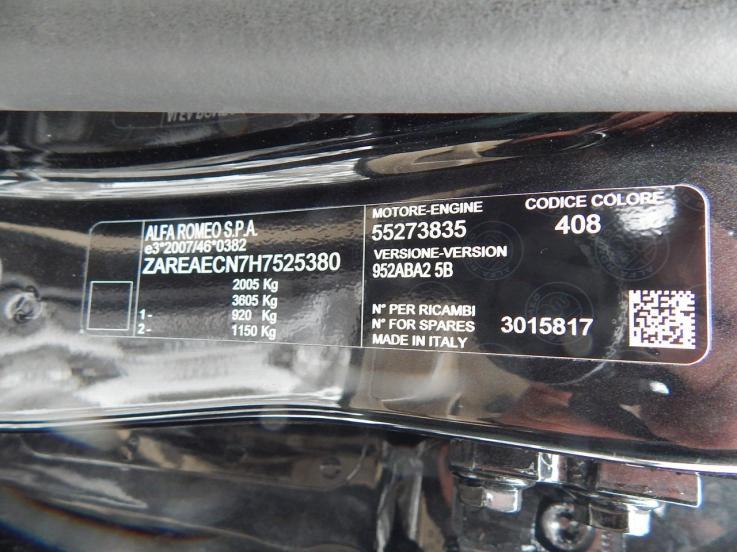 ALFA ROMEO S.P.A.
e3*2007/46*0382
ZAREAECN7H7525380
2005 Kg
3605 Kg
1- 920 Kg
2- 1150 Kg
MOTORE-ENGINE
55273835
VERSIONE-VERSION
952ABA2 5B
CODICE COLORE
408
N° PER RICAMBI
N° FOR SPARES 3015817
MADE IN ITALY